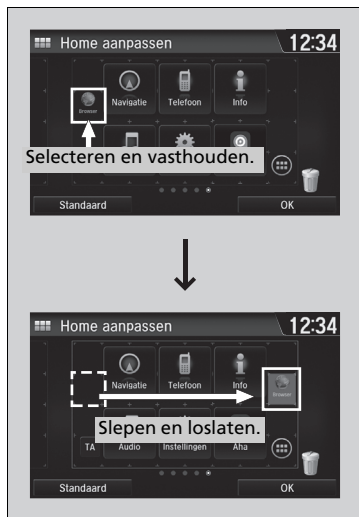 Home aanpassen 12:34
Browser Navigatie Telefoon Info
Selecteren en vasthouden.
Standaard OK
Home aanpassen 12:34
Navigatie Telefoon Info Browser
Slepen en loslaten.
TA Audio Instellingen Aha
Standaard OK